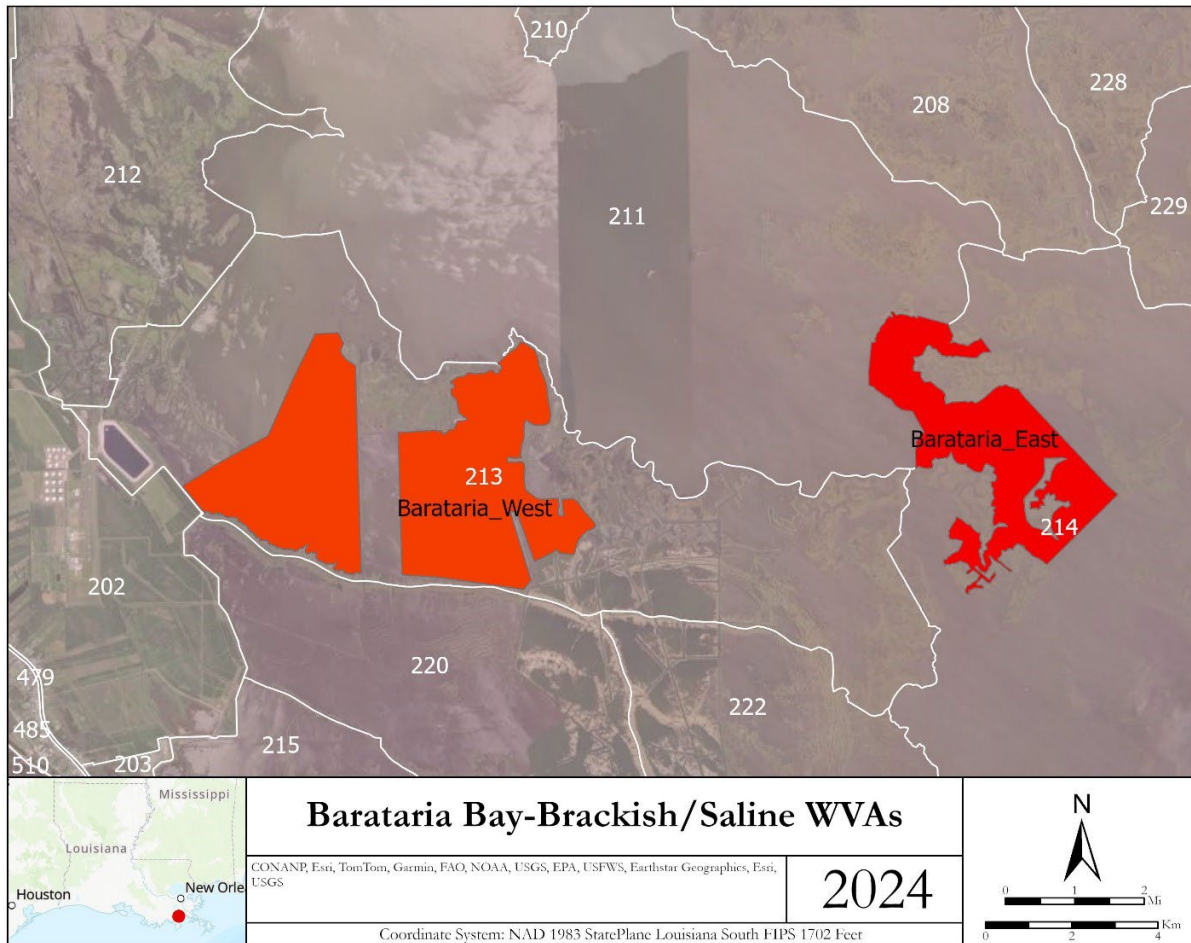 210
228
208
212
229
211
Barataria_East
213
Barataria_West
214
202
220
479
222
485
215
510
203
Mississippi
Louisiana
New Orle
Houston
Barataria Bay-Brackish/Saline WVAs
CONANP, Esri, TomTom, Garmin, FAO, NOAA, USGS, EPA, USFWS, Earthstar Geographics, Esri,
USGS
2024
Coordinate System: NAD 1983 StatePlane Louisiana South FIPS 1702 Feet
N
0 1 2
Mi
Km
0 2 4